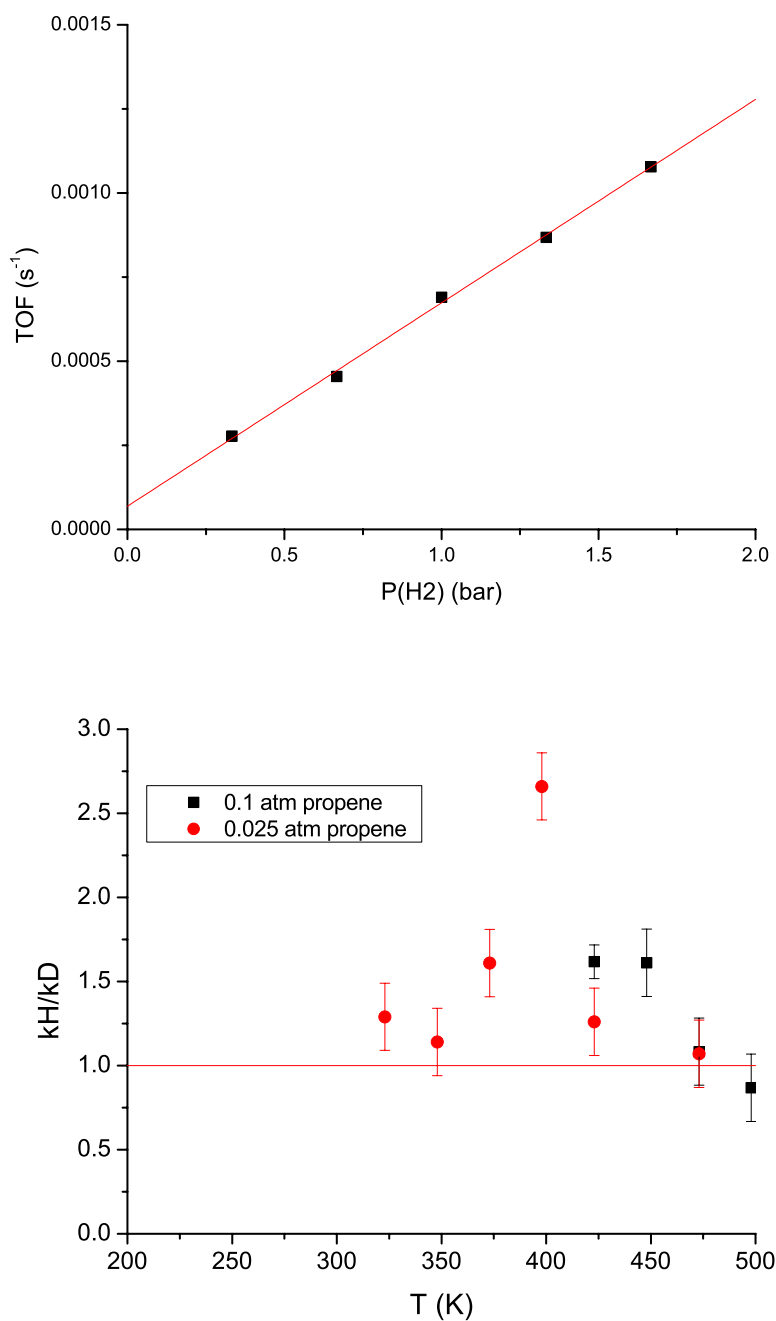 0.0015
0.0010
0.0005
0.0000
TOF (s⁻¹)
0.0 0.5 1.0 1.5 2.0
P(H2) (bar)
3.0
2.5
2.0
1.5
1.0
0.5
0.0
kH/kD
0.1 atm propene
0.025 atm propene
200 250 300 350 400 450 500
T (K)